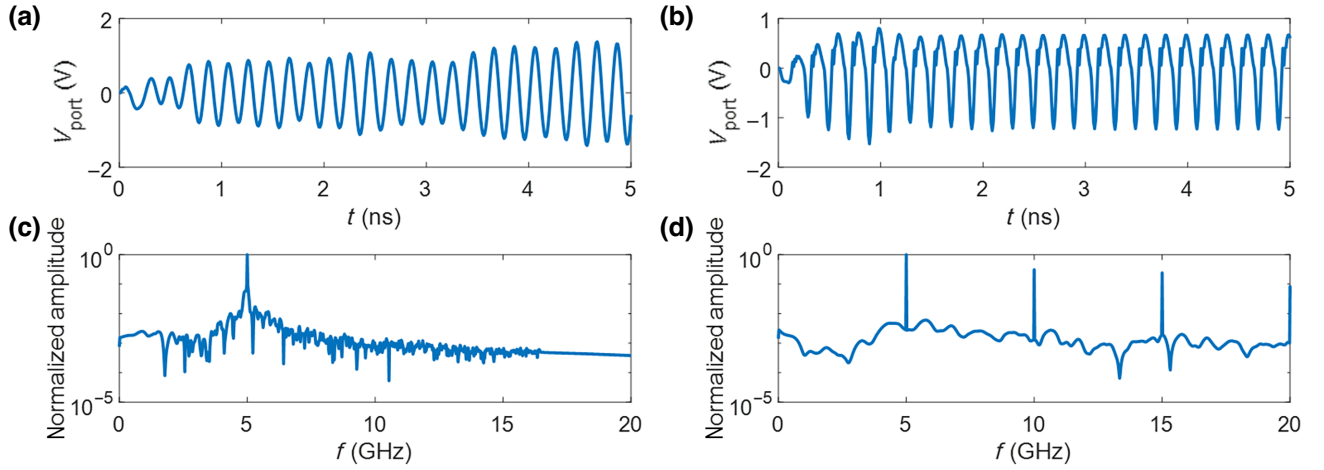 (a)
2
0
−2
V_port (V)
0 1 2 3 4 5
t (ns)
(b)
1
0
−1
−2
V_port (V)
0 1 2 3 4 5
t (ns)
(c)
10^0
10^−5
Normalized amplitude
0 5 10 15 20
f (GHz)
(d)
10^0
10^−5
Normalized amplitude
0 5 10 15 20
f (GHz)